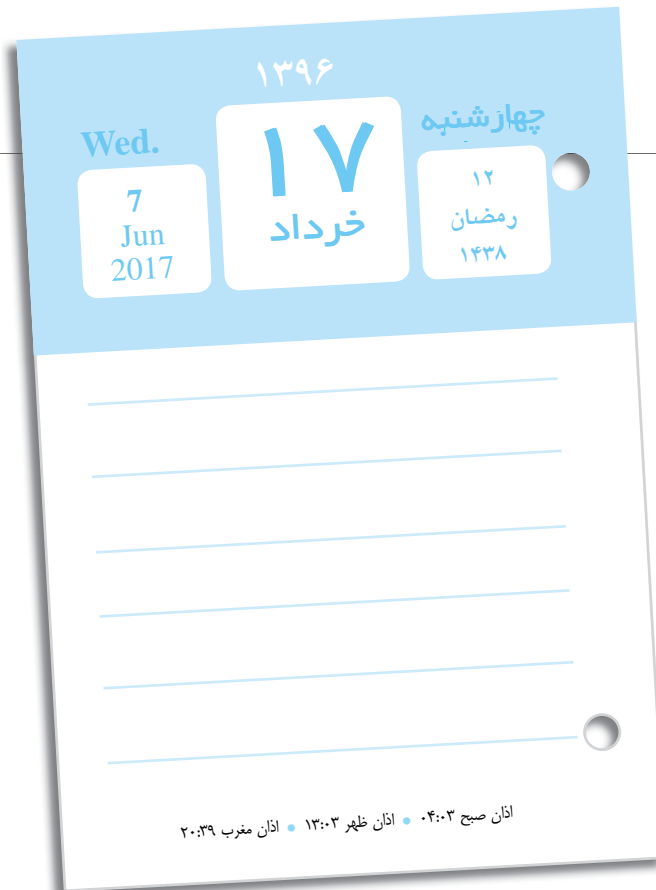 ۱۳۹۶
چهارشنبه
۱۲
رمضان
۱۴۳۸
۱۷
خرداد
Wed.
7
Jun
2017
اذان صبح ۰۴:۰۳ • اذان ظهر ۱۳:۰۳ • اذان مغرب ۲۰:۳۹